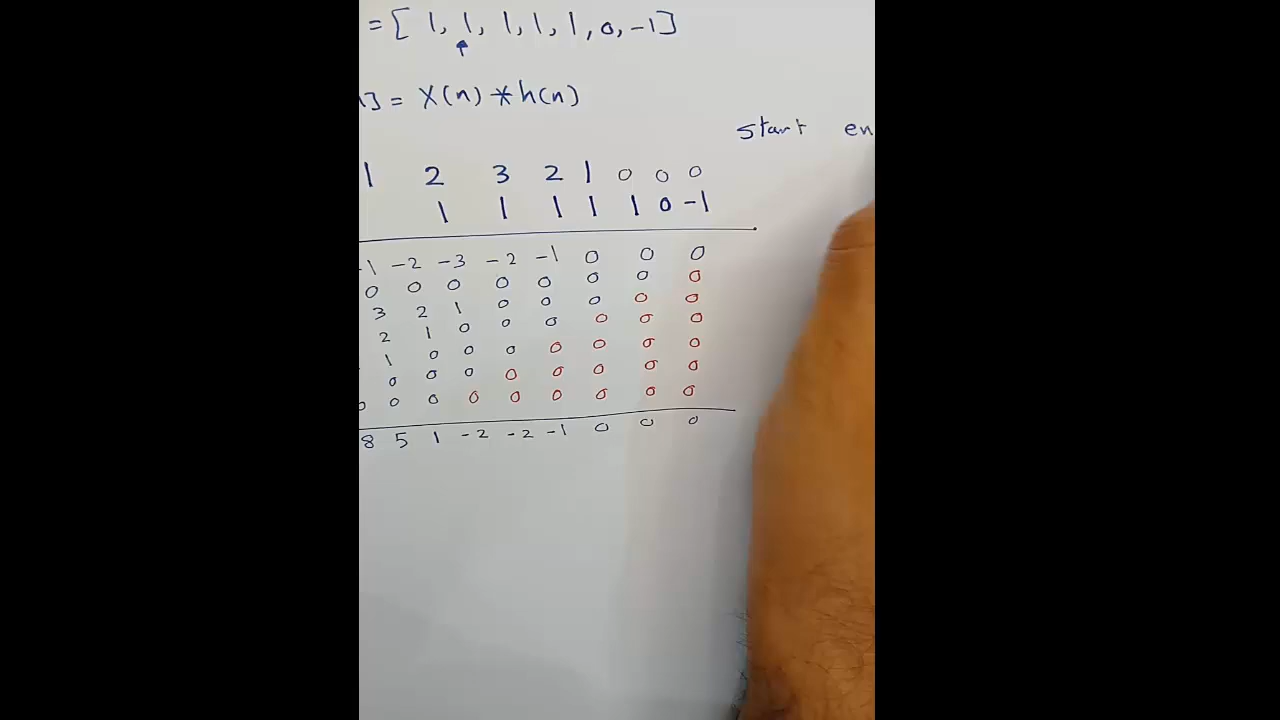 = [ 1, 1, 1, 1, 1, 0, -1]
] = X(n) * h(n)
start en
1 2 3 2 1 0 0 0
1 1 1 1 1 0 -1
-1 -2 -3 -2 -1 0 0 0
0 0 0 0 0 0 0 0
3 2 1 0 0 0 0 0
2 1 0 0 0 0 0 0
1 0 0 0 0 0 0 0
0 0 0 0 0 0 0 0
0 0 0 0 0 0 0 0 0
8 5 1 -2 -2 -1 0 0 0